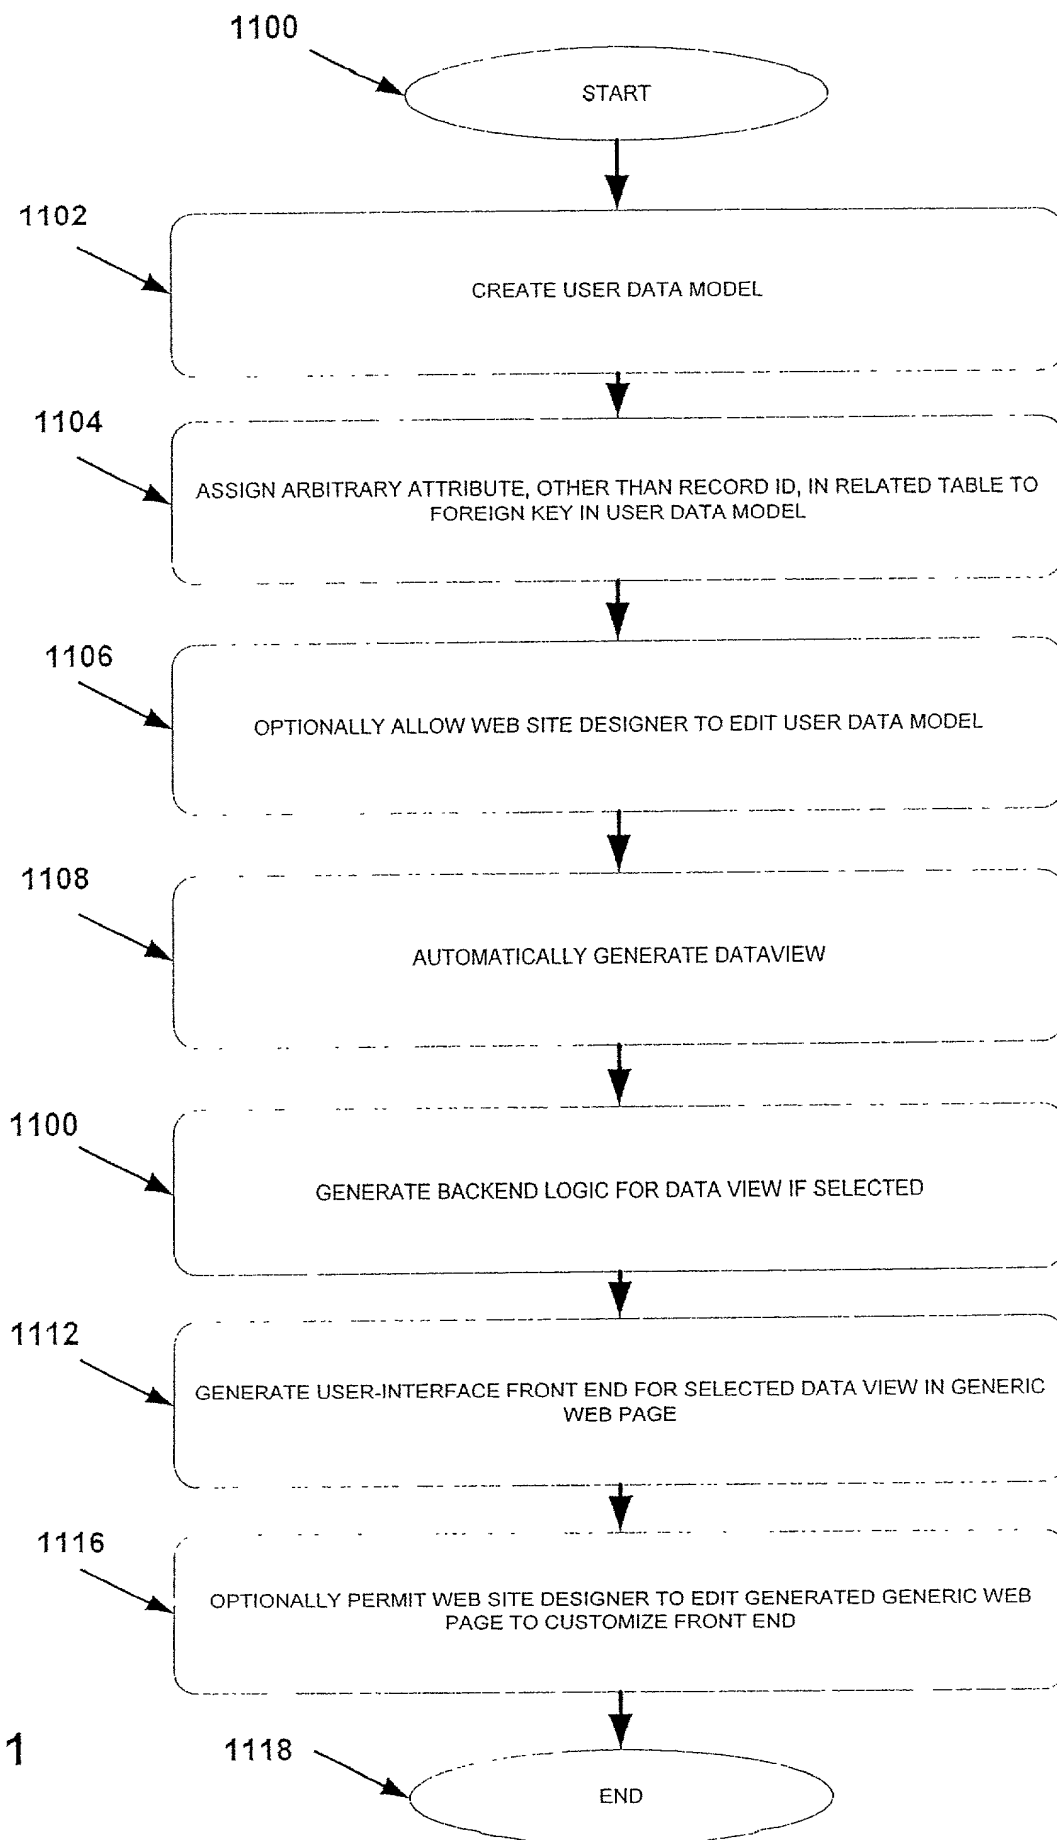 1100
START
1102
CREATE USER DATA MODEL
1104
ASSIGN ARBITRARY ATTRIBUTE, OTHER THAN RECORD ID, IN RELATED TABLE TO
FOREIGN KEY IN USER DATA MODEL
1106
OPTIONALLY ALLOW WEB SITE DESIGNER TO EDIT USER DATA MODEL
1108
AUTOMATICALLY GENERATE DATAVIEW
1100
GENERATE BACKEND LOGIC FOR DATA VIEW IF SELECTED
1112
GENERATE USER-INTERFACE FRONT END FOR SELECTED DATA VIEW IN GENERIC
WEB PAGE
1116
OPTIONALLY PERMIT WEB SITE DESIGNER TO EDIT GENERATED GENERIC WEB
PAGE TO CUSTOMIZE FRONT END
1
1118
END